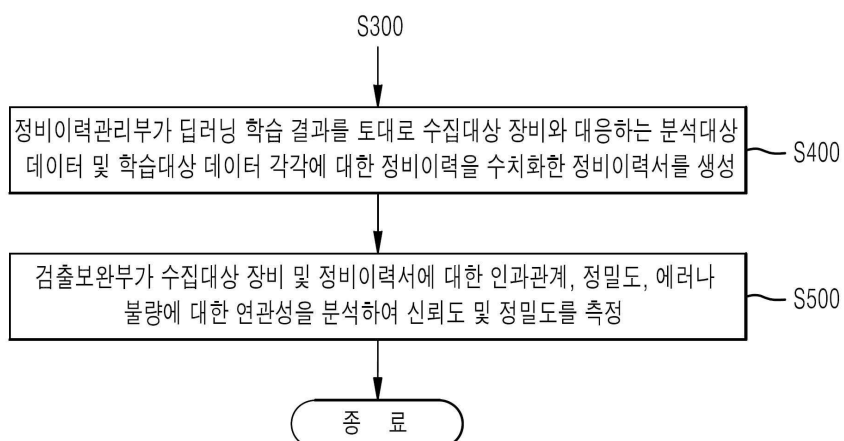 S300
정비이력관리부가 딥러닝 학습 결과를 토대로 수집대상 장비와 대응하는 분석대상
데이터 및 학습대상 데이터 각각에 대한 정비이력을 수치화한 정비이력서를 생성
S400
검출보완부가 수집대상 장비 및 정비이력서에 대한 인과관계, 정밀도, 에러나
불량에 대한 연관성을 분석하여 신뢰도 및 정밀도를 측정
S500
종 료